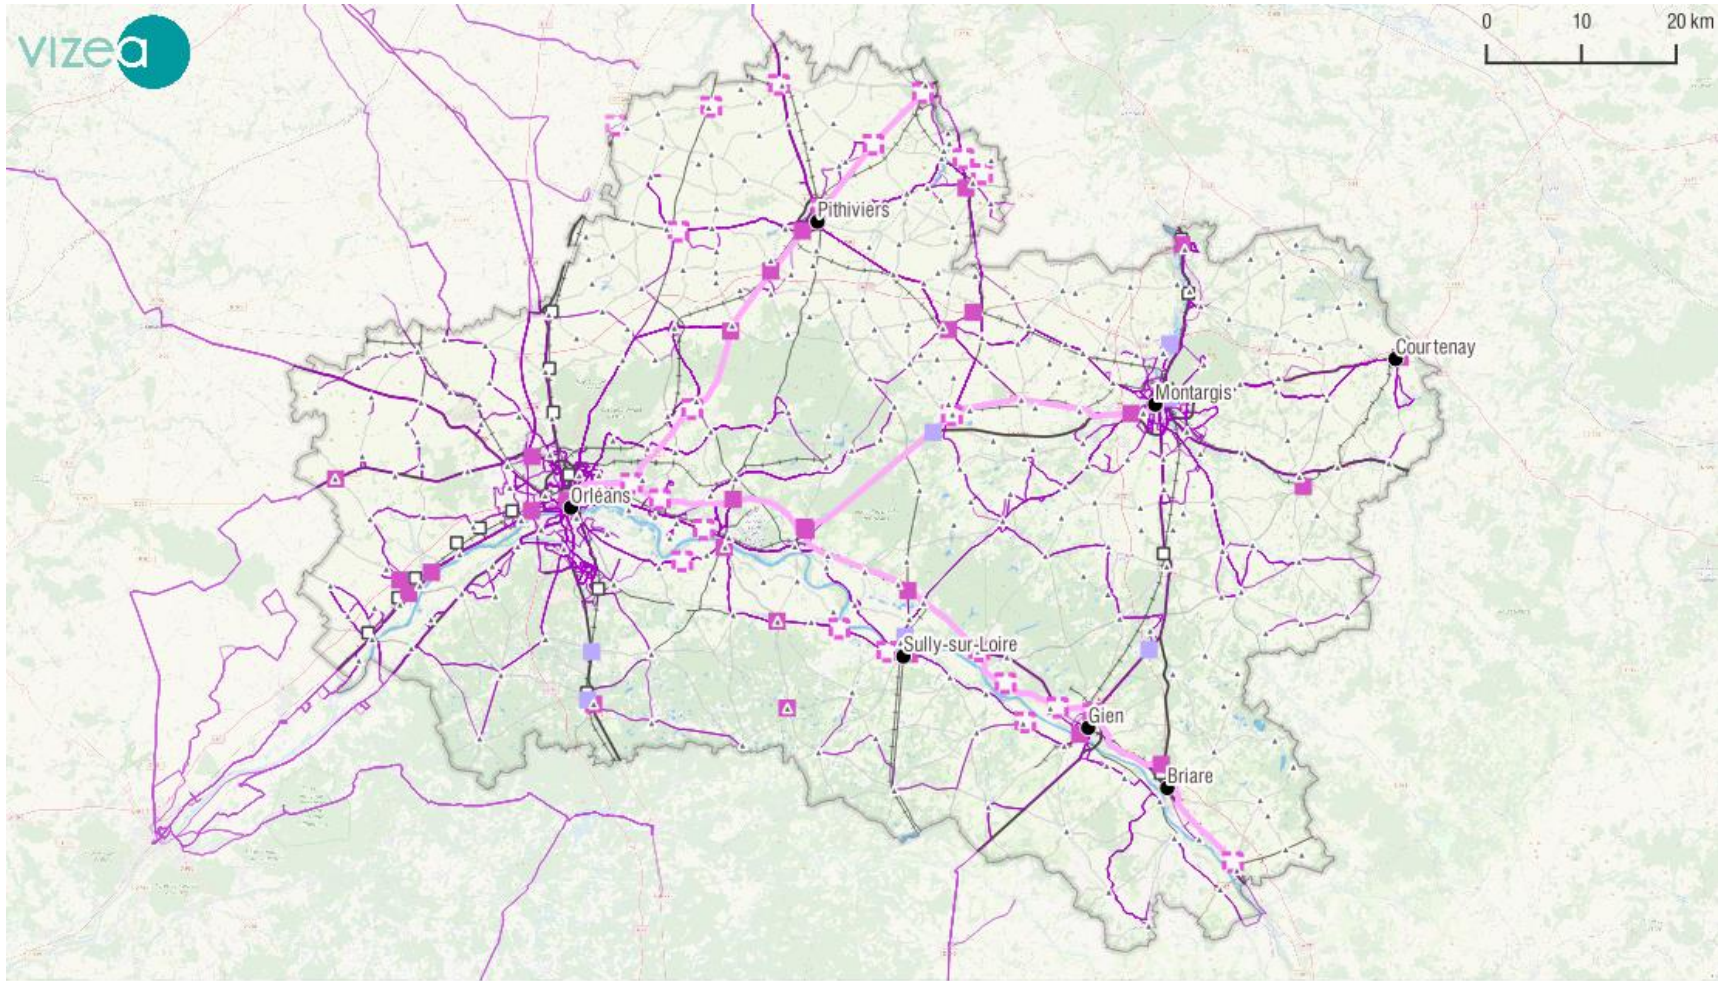 vizea
0 10 20 km
Pithiviers
Courtenay
Montargis
Orléans
Sully-sur-Loire
Gien
Briare